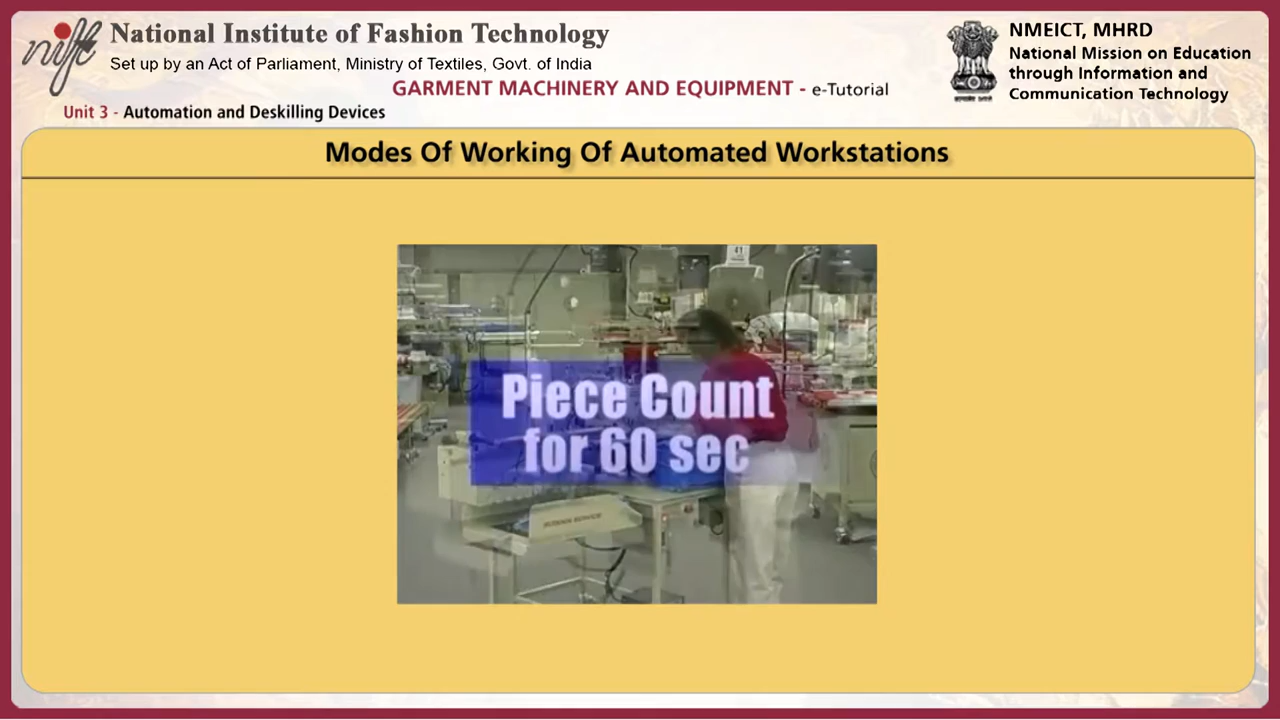 nift
National Institute of Fashion Technology
Set up by an Act of Parliament, Ministry of Textiles, Govt. of India
GARMENT MACHINERY AND EQUIPMENT - e-Tutorial
Unit 3 - Automation and Deskilling Devices
NMEICT, MHRD
National Mission on Education
through Information and
Communication Technology
Modes Of Working Of Automated Workstations
41
Piece Count
for 60 sec